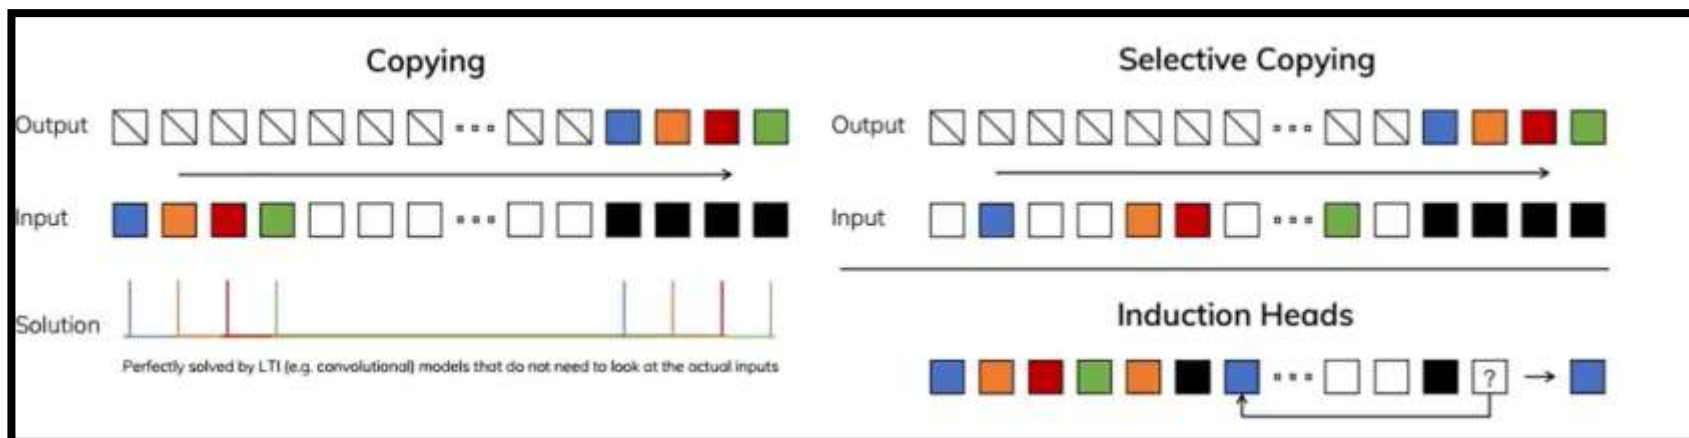 Copying
Output
Input
Solution
Perfectly solved by LTI (e.g. convolutional) models that do not need to look at the actual inputs
Selective Copying
Output
Input
Induction Heads
?